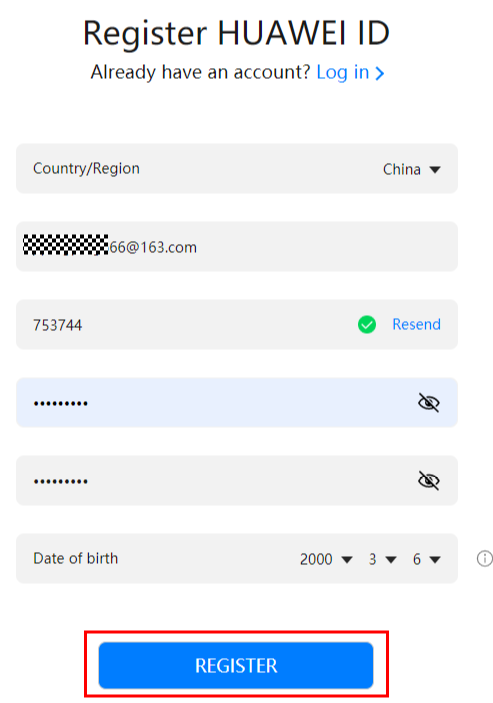 Register HUAWEI ID
Already have an account? Log in >
Country/Region China
66@163.com
753744 Resend
•••••••••
•••••••••
Date of birth 2000 3 6
REGISTER